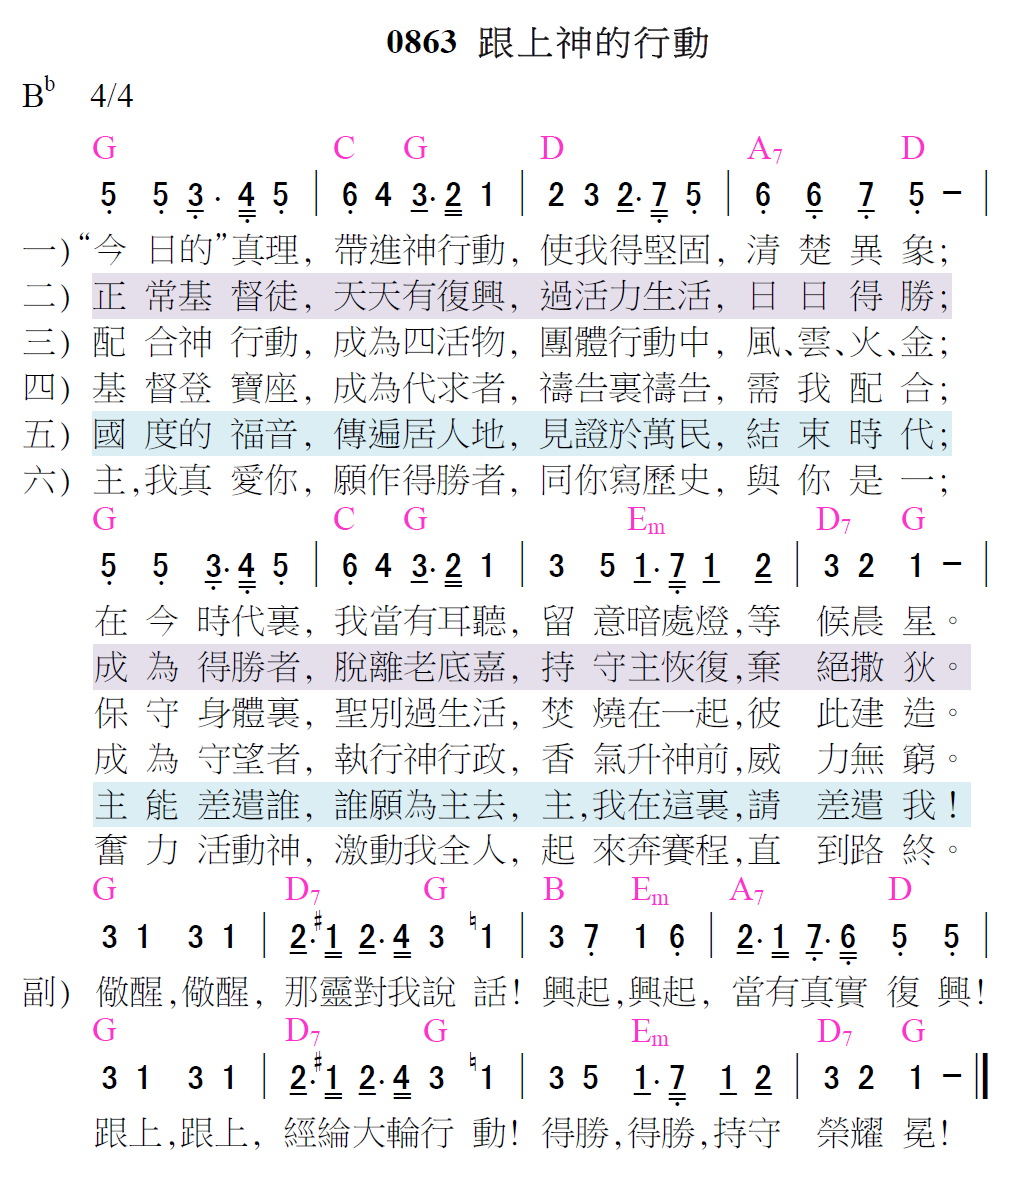 0863 跟上神的行動
Bb 4/4
G C G D A7 D
5 5 3 . 4 5 | 6 4 3 . 2 1 | 2 3 2 . 7 5 | 6 6 7 5 – |
一) “今 日的”真理, 帶進神行動, 使我得堅固, 清 楚 異 象;
二) 正 常基 督徒, 天天有復興, 過活力生活, 日 日 得 勝;
三) 配 合神 行動, 成為四活物, 團體行動中, 風、雲、火、金;
四) 基 督登 寶座, 成為代求者, 禱告裏禱告, 需 我 配 合;
五) 國 度的 福音, 傳遍居人地, 見證於萬民, 結 束 時 代;
六) 主,我真 愛你, 願作得勝者, 同你寫歷史, 與 你 是 一;
G C G Em D7 G
5 5 3 . 4 5 | 6 4 3 . 2 1 | 3 5 1 . 7 1 2 | 3 2 1 – |
在 今 時代裏, 我當有耳聽, 留 意暗處燈,等 候晨 星。
成 為 得勝者, 脫離老底嘉, 持 守主恢復,棄 絕撒 狄。
保 守 身體裏, 聖別過生活, 焚 燒在一起,彼 此建 造。
成 為 守望者, 執行神行政, 香 氣升神前,威 力無 窮。
主 能 差遣誰, 誰願為主去, 主,我在這裏,請 差遣 我!
奮 力 活動神, 激動我全人, 起 來奔賽程,直 到路 終。
G D7 G B Em A7 D
3 1 3 1 | 2 . #1 2 . 4 3 ♮1 | 3 7 1 6 | 2 . 1 7 . 6 5 5 |
副) 儆醒,儆醒, 那靈對我說 話! 興起,興起, 當有真實 復 興!
G D7 G Em D7 G
3 1 3 1 | 2 . #1 2 . 4 3 ♮1 | 3 5 1 . 7 1 2 | 3 2 1 – ‖
跟上,跟上, 經綸大輪行 動! 得勝,得勝,持守 榮耀 冕!